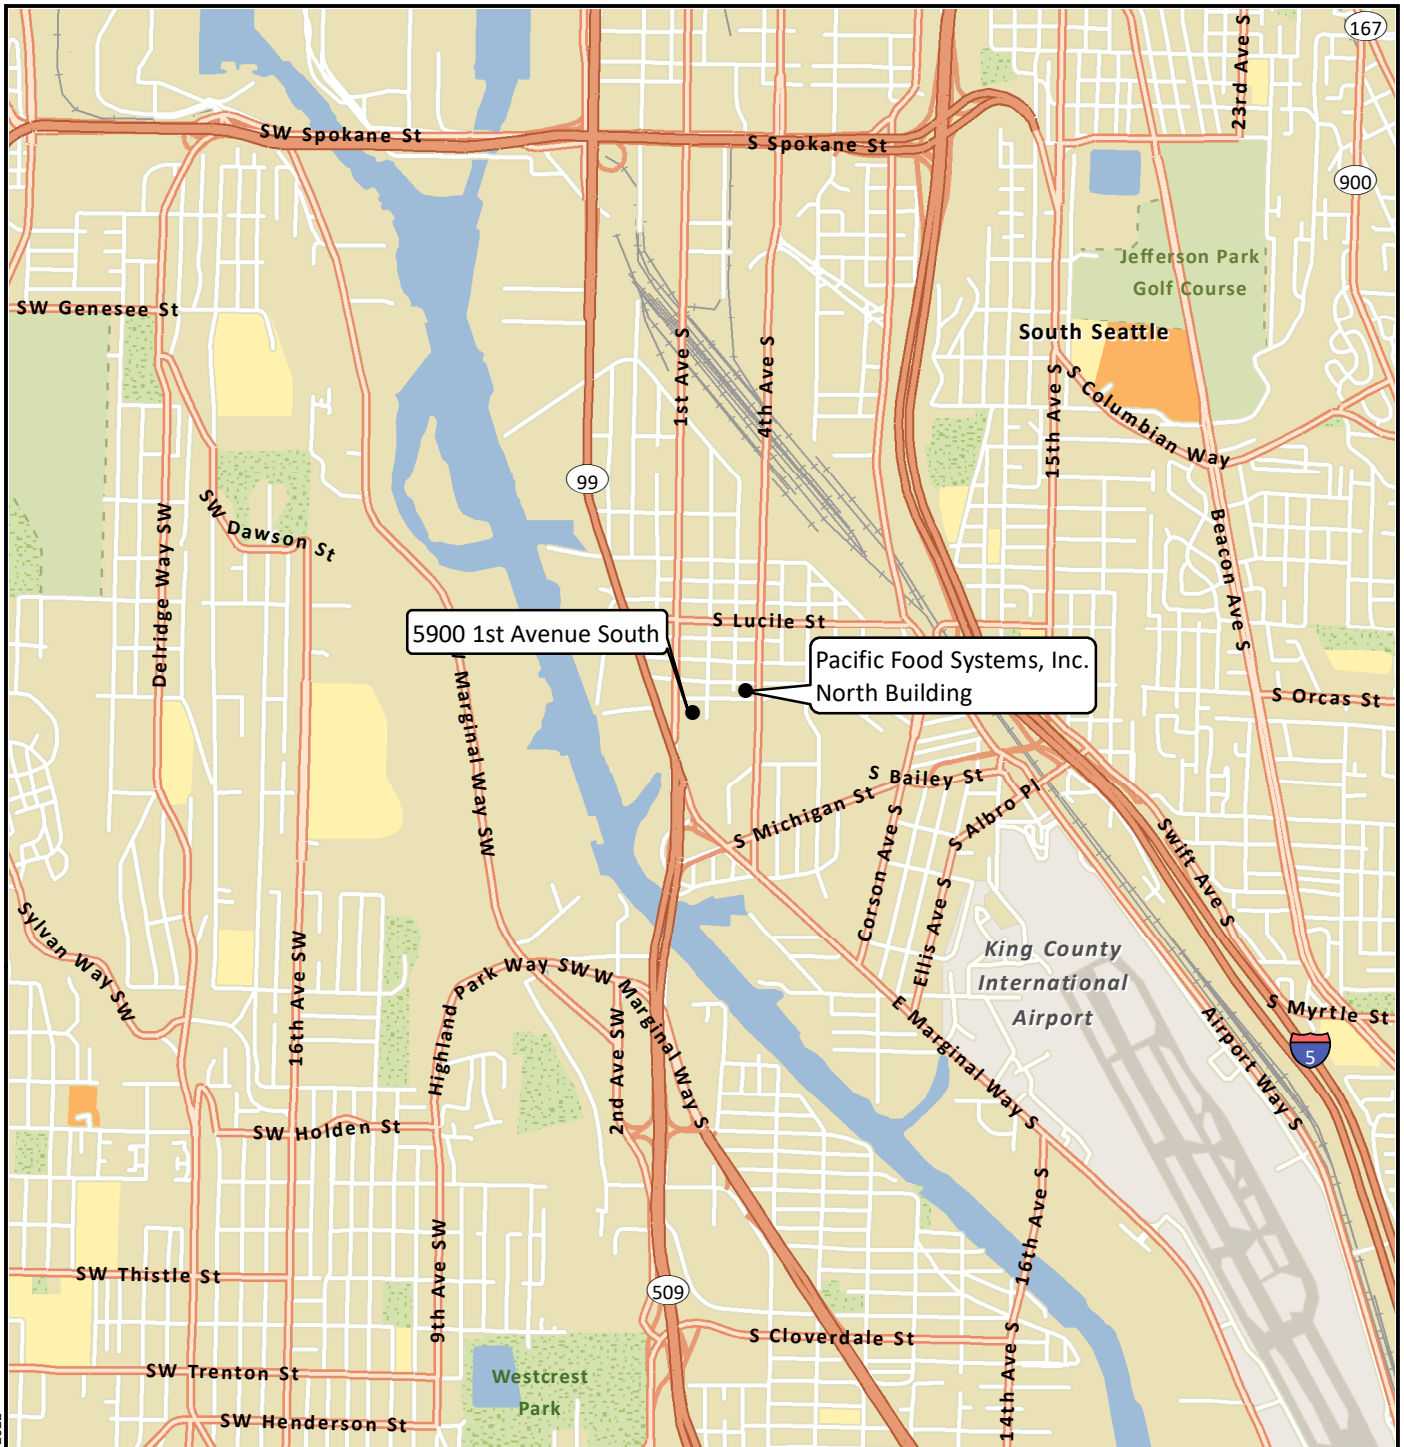 167
23rd Ave S
SW Spokane St
S Spokane St
900
Jefferson Park
Golf Course
SW Genesee St
South Seattle
1st Ave S
4th Ave S
15th Ave S
S Columbian Way
99
SW Dawson St
Delridge Way SW
Beacon Ave S
5900 1st Avenue South
S Lucile St
Pacific Food Systems, Inc.
North Building
S Orcas St
Marginal Way SW
S Bailey St
S Michigan St
S Albro Pl
Corson Ave S
Swift Ave S
Ellis Ave S
Sylvan Way SW
16th Ave SW
King County
International
Airport
Highland Park Way SW
W Marginal Way S
2nd Ave SW
E Marginal Way S
Airport Way S
S Myrtle St
5
SW Holden St
16th Ave S
9th Ave SW
SW Thistle St
509
S Cloverdale St
14th Ave S
SW Trenton St
Westcrest
Park
SW Henderson St